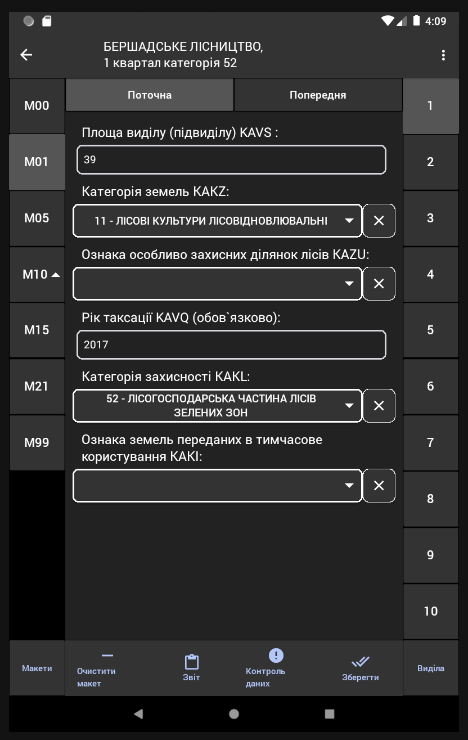 4:09
БЕРШАДСЬКЕ ЛІСНИЦТВО,
1 квартал категорія 52
Поточна
Попередня
M00
M01
M05
M10
M15
M21
M99
Площа виділу (підвиділу) KAVS :
39
Категорія земель KAKZ:
11 - ЛІСОВІ КУЛЬТУРИ ЛІСОВІДНОВЛЮВАЛЬНІ
Ознака особливо захисних ділянок лісів KAZU:
Рік таксації KAVQ (обов`язково):
2017
Категорія захисності KAKL:
52 - ЛІСОГОСПОДАРСЬКА ЧАСТИНА ЛІСІВ
ЗЕЛЕНИХ ЗОН
Ознака земель переданих в тимчасове
користування KAKI:
1
2
3
4
5
6
7
8
9
10
Макети
Очистити
макет
Звіт
Контроль
даних
Зберегти
Виділа